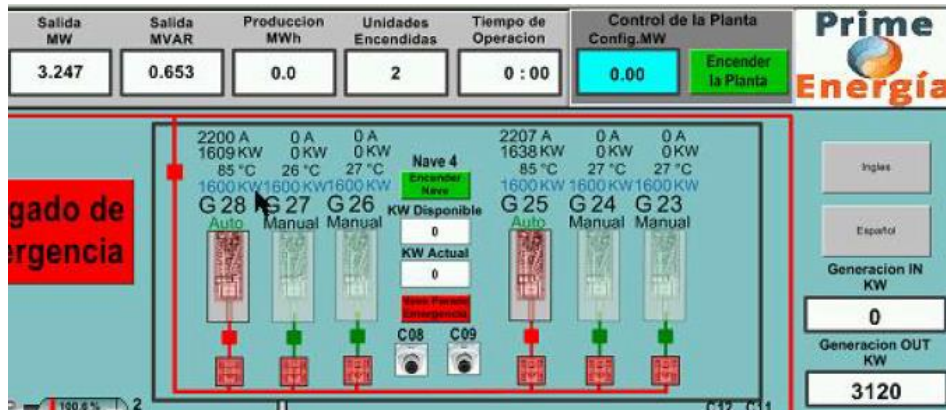 Salida MW
Salida MVAR
Produccion MWh
Unidades Encendidas
Tiempo de Operacion
Control de la Planta
Config.MW
3.247
0.653
0.0
2
0 : 00
0.00
Encender la Planta
Prime
Energía
gado de
ergencia
2200 A
1609 KW
85 °C
1600 KW
G 28
Auto
0 A
0 KW
26 °C
1600 KW
G 27
Manual
0 A
0 KW
27 °C
1600 KW
G 26
Manual
Nave 4
Encender Nave
KW Disponible
0
KW Actual
0
Emergencia
C08
C09
2207 A
1638 KW
85 °C
1600 KW
G 25
Auto
0 A
0 KW
27 °C
1600 KW
G 24
Manual
0 A
0 KW
27 °C
1600 KW
G 23
Manual
Ingles
Español
Generacion IN
KW
0
Generacion OUT
KW
3120
100.6 %
2
C12